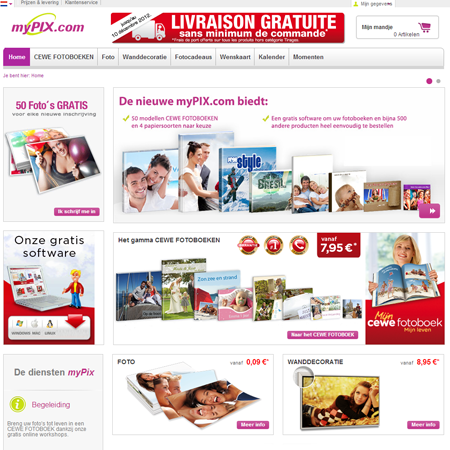 Prijzen & levering | Klantenservice
Mijn gegevens
myPIX.com
jusqu'au
10 décembre 2012.
LIVRAISON GRATUITE
sans minimum de commande*
*Frais de port offerts sur tous les produits hors catégorie Tirages.
Mijn mandje
0 Artikelen
Home
CEWE FOTOBOEKEN
Foto
Wanddecoratie
Fotocadeaus
Wenskaart
Kalender
Momenten
Je bent hier: Home
50 Foto's GRATIS
voor elke nieuwe inschrijving
Ik schrijf me in
De nieuwe myPIX.com biedt:
50 modellen CEWE FOTOBOEKEN
en 4 papiersoorten naar keuze
Een gratis software om uw fotoboeken en bijna 500
andere producten heel eenvoudig te bestellen
style
BRESIL
Onze gratis
software
WINDOWS MAC LINUX
Het gamma CEWE FOTOBOEKEN
vanaf
7,95 €*
Naar het CEWE FOTOBOEK
Mijn
cewe fotoboek
Mijn leven
De diensten myPix
Begeleiding
Breng uw foto's tot leven in een
CEWE FOTOBOEK dankzij onze
gratis online workshops.
FOTO
vanaf 0,09 €*
Meer info
WANDDECORATIE
vanaf 8,95 €*
Meer info